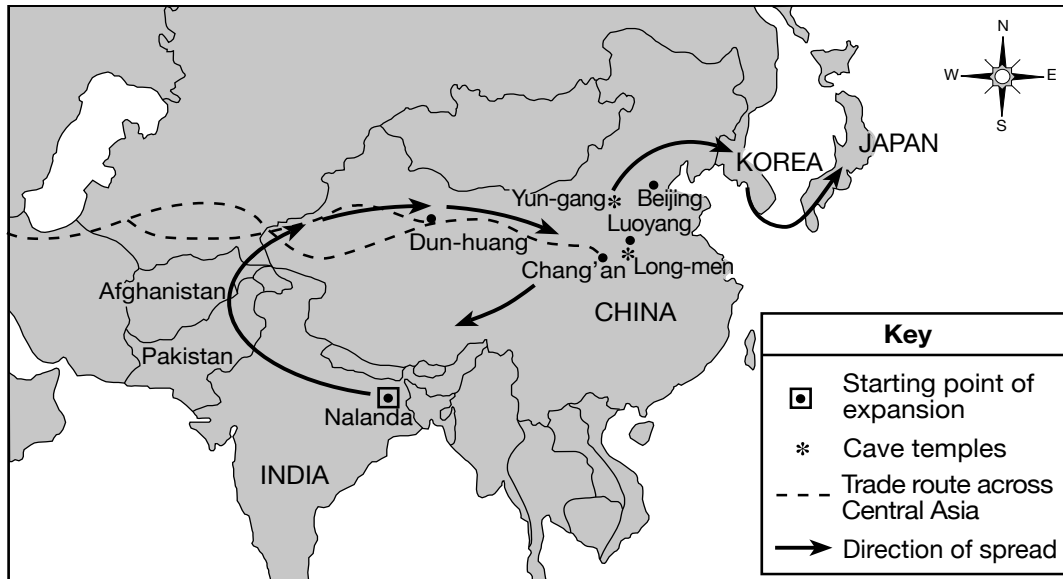 N
W E
S
JAPAN
KOREA
Yun-gang Beijing
Luoyang
Dun-huang
Chang'an Long-men
Afghanistan
CHINA
Pakistan
Nalanda
INDIA
Key
Starting point of
expansion
Cave temples
Trade route across
Central Asia
Direction of spread